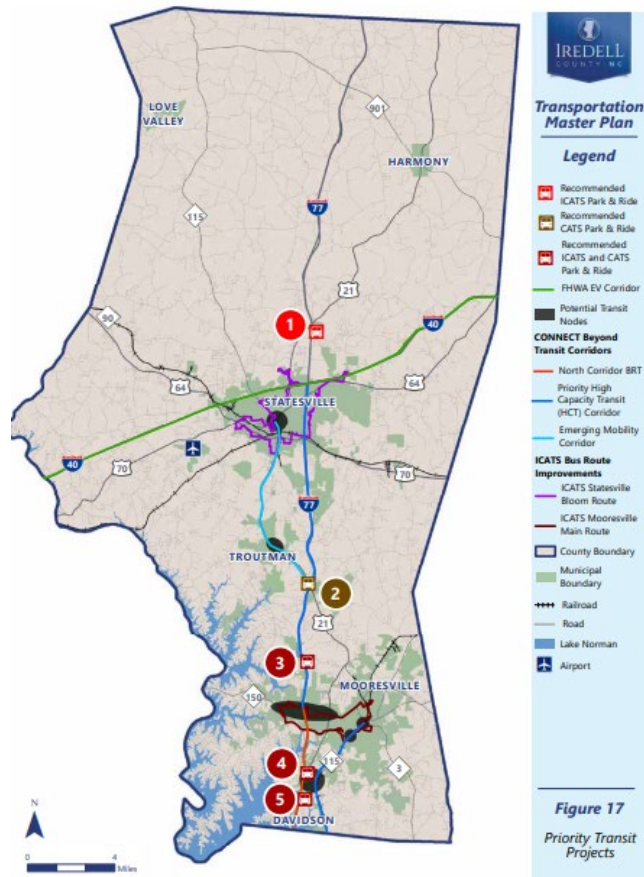 LOVE
VALLEY
901
HARMONY
115
77
21
1
90
40
64
64
STATESVILLE
40
70
70
77
TROUTMAN
2
21
3
MOORESVILLE
150
4
115
3
5
DAVIDSON
N
0
4
Miles
IREDELL
COUNTY NC
Transportation
Master Plan
Legend
Recommended
ICATS Park & Ride
Recommended
CATS Park & Ride
Recommended
ICATS and CATS
Park & Ride
FHWA EV Corridor
Potential Transit
Nodes
CONNECT Beyond
Transit Corridors
North Corridor BRT
Priority High
Capacity Transit
(HCT) Corridor
Emerging Mobility
Corridor
ICATS Bus Route
Improvements
ICATS Statesville
Bloom Route
ICATS Mooresville
Main Route
County Boundary
Municipal
Boundary
Railroad
Road
Lake Norman
Airport
Figure 17
Priority Transit
Projects